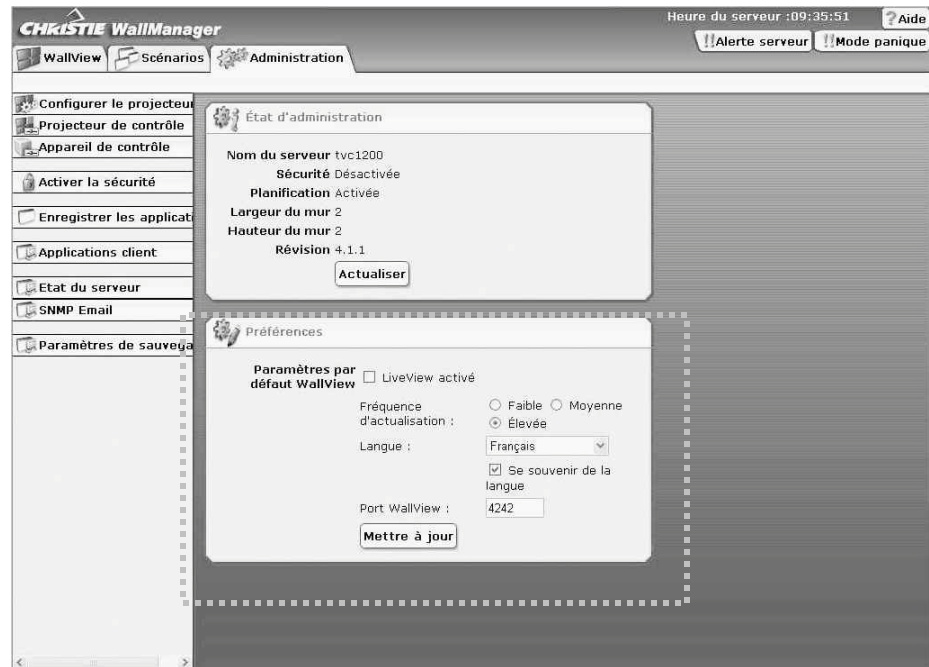 CHRISTIE WallManager
Heure du serveur :09:35:51
?Aide
!!Alerte serveur
!!Mode panique
WallView
Scénarios
Administration
Configurer le projecteu
Projecteur de contrôle
Appareil de contrôle
Activer la sécurité
Enregistrer les applicati
Applications client
Etat du serveur
SNMP Email
Paramètres de sauvega
État d'administration
Nom du serveur tvc1200
Sécurité Désactivée
Planification Activée
Largeur du mur 2
Hauteur du mur 2
Révision 4.1.1
Actualiser
Préférences
Paramètres par
défaut WallView
LiveView activé
Fréquence
d'actualisation :
Faible
Moyenne
Élevée
Langue :
Français
Se souvenir de la
langue
Port WallView :
4242
Mettre à jour